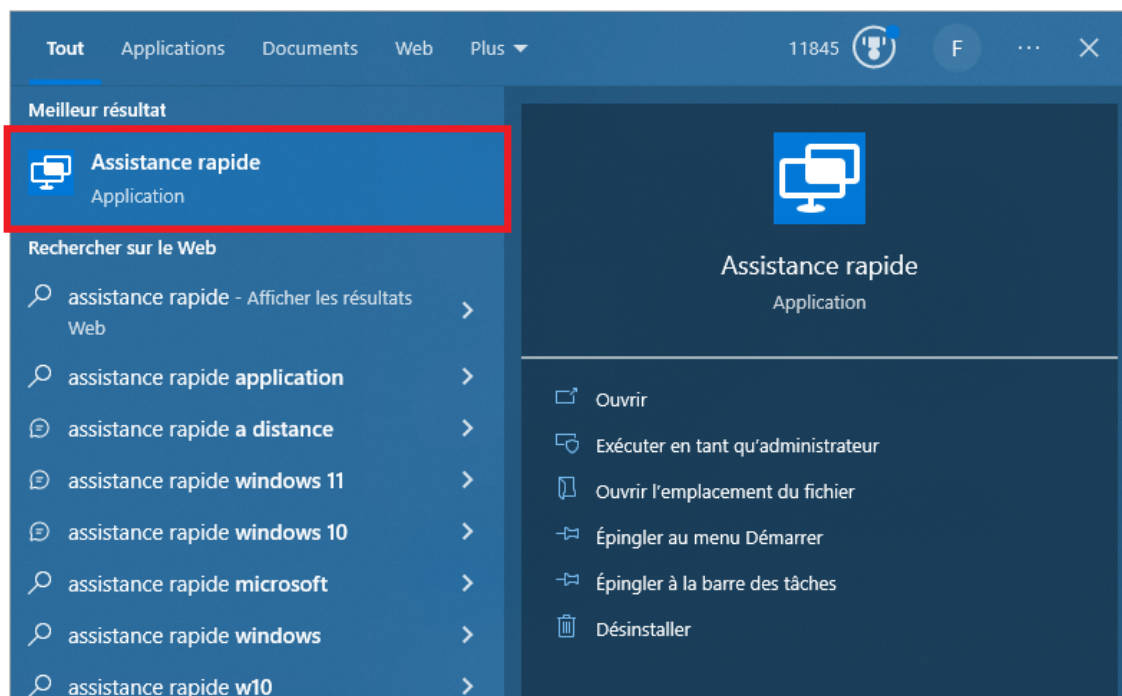 Tout Applications Documents Web Plus 11845 F ...
Meilleur résultat
Assistance rapide
Application
Rechercher sur le Web
assistance rapide - Afficher les résultats
Web
assistance rapide application
assistance rapide a distance
assistance rapide windows 11
assistance rapide windows 10
assistance rapide microsoft
assistance rapide windows
assistance rapide w10
Assistance rapide
Application
Ouvrir
Exécuter en tant qu'administrateur
Ouvrir l'emplacement du fichier
Épingler au menu Démarrer
Épingler à la barre des tâches
Désinstaller